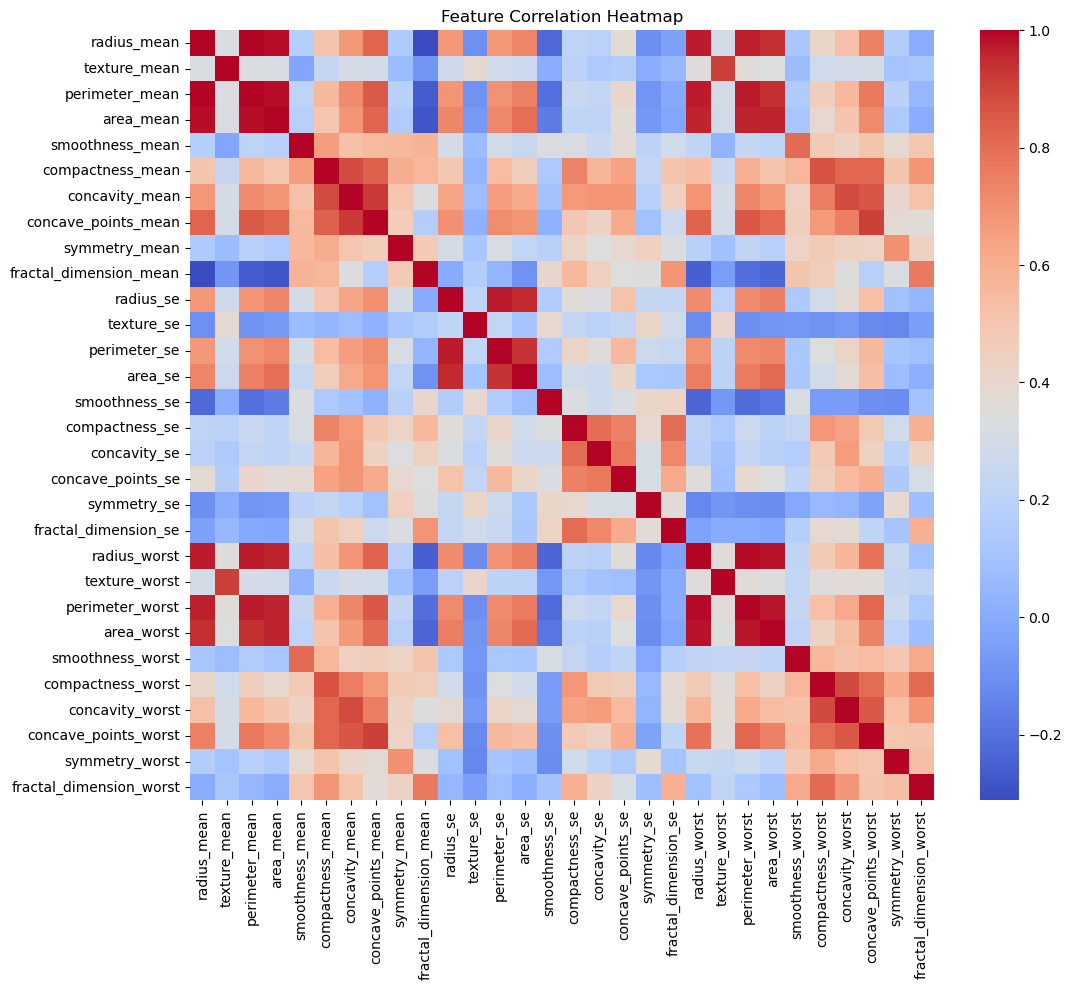 Feature Correlation Heatmap
radius_mean
texture_mean
perimeter_mean
area_mean
smoothness_mean
compactness_mean
concavity_mean
concave_points_mean
symmetry_mean
fractal_dimension_mean
radius_se
texture_se
perimeter_se
area_se
smoothness_se
compactness_se
concavity_se
concave_points_se
symmetry_se
fractal_dimension_se
radius_worst
texture_worst
perimeter_worst
area_worst
smoothness_worst
compactness_worst
concavity_worst
concave_points_worst
symmetry_worst
fractal_dimension_worst
radius_mean
texture_mean
perimeter_mean
area_mean
smoothness_mean
compactness_mean
concavity_mean
concave_points_mean
symmetry_mean
fractal_dimension_mean
radius_se
texture_se
perimeter_se
area_se
smoothness_se
compactness_se
concavity_se
concave_points_se
symmetry_se
fractal_dimension_se
radius_worst
texture_worst
perimeter_worst
area_worst
smoothness_worst
compactness_worst
concavity_worst
concave_points_worst
symmetry_worst
fractal_dimension_worst
1.0
0.8
0.6
0.4
0.2
0.0
−0.2